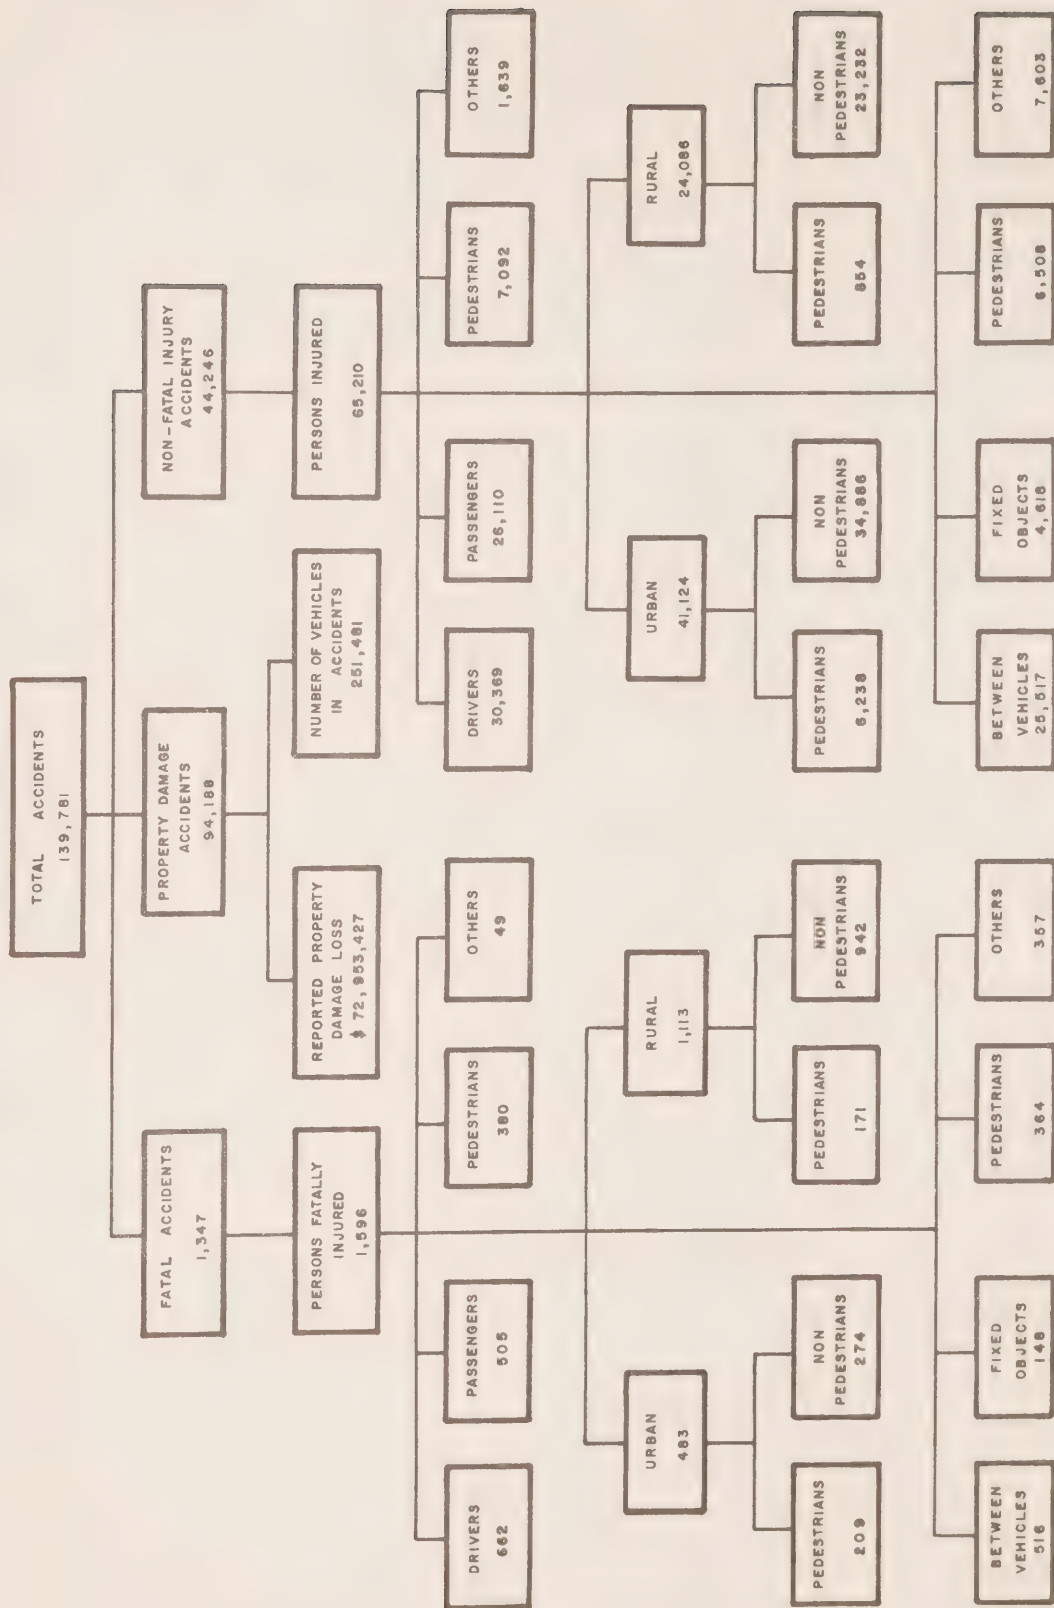 TOTAL ACCIDENTS
139,781
FATAL ACCIDENTS
1,347
PROPERTY DAMAGE
ACCIDENTS
94,188
NON-FATAL INJURY
ACCIDENTS
44,246
PERSONS FATALLY
INJURED
1,596
REPORTED PROPERTY
DAMAGE LOSS
$ 72,953,427
NUMBER OF VEHICLES
IN ACCIDENTS
251,481
PERSONS INJURED
65,210
DRIVERS
662
PASSENGERS
505
PEDESTRIANS
380
OTHERS
49
DRIVERS
30,369
PASSENGERS
26,110
PEDESTRIANS
7,092
OTHERS
1,639
URBAN
483
RURAL
1,113
URBAN
41,124
RURAL
24,086
PEDESTRIANS
209
NON
PEDESTRIANS
274
PEDESTRIANS
171
NON
PEDESTRIANS
942
PEDESTRIANS
6,238
NON
PEDESTRIANS
34,886
PEDESTRIANS
854
NON
PEDESTRIANS
23,232
BETWEEN
VEHICLES
516
FIXED
OBJECTS
148
PEDESTRIANS
364
OTHERS
357
BETWEEN
VEHICLES
25,517
FIXED
OBJECTS
4,618
PEDESTRIANS
6,508
OTHERS
7,603